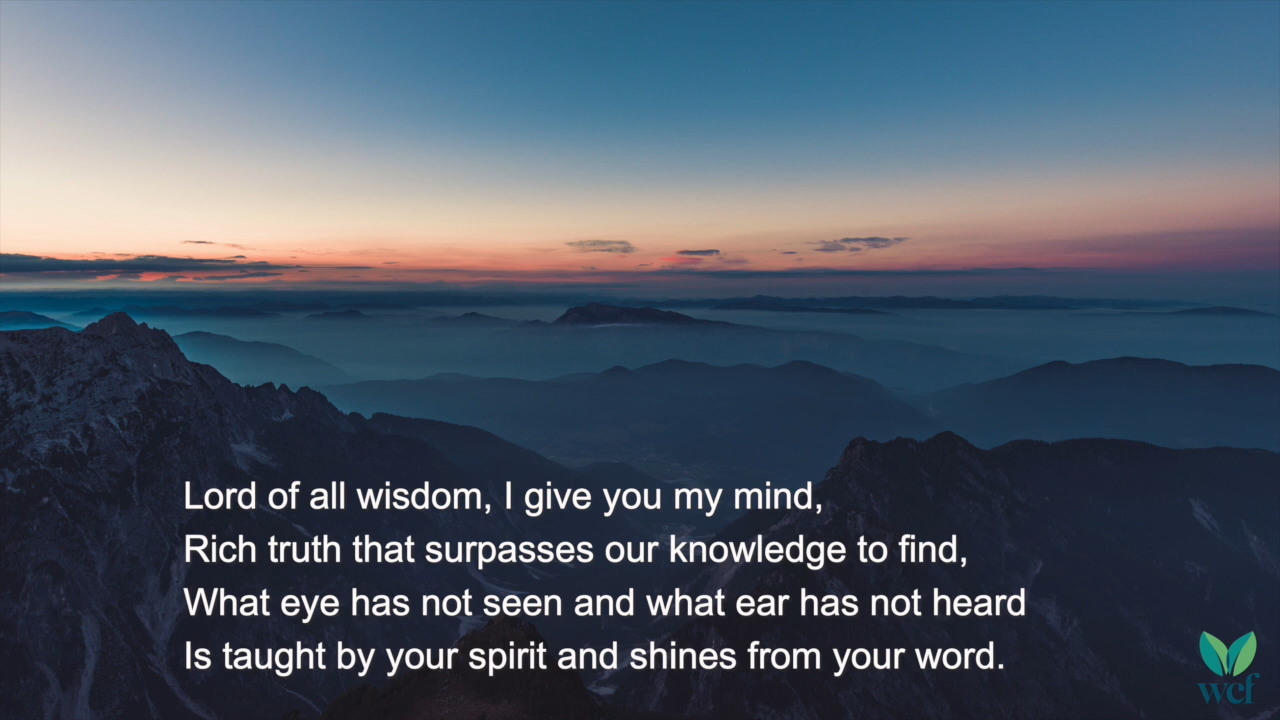 Lord of all wisdom, I give you my mind,
Rich truth that surpasses our knowledge to find,
What eye has not seen and what ear has not heard
Is taught by your spirit and shines from your word.
wcf